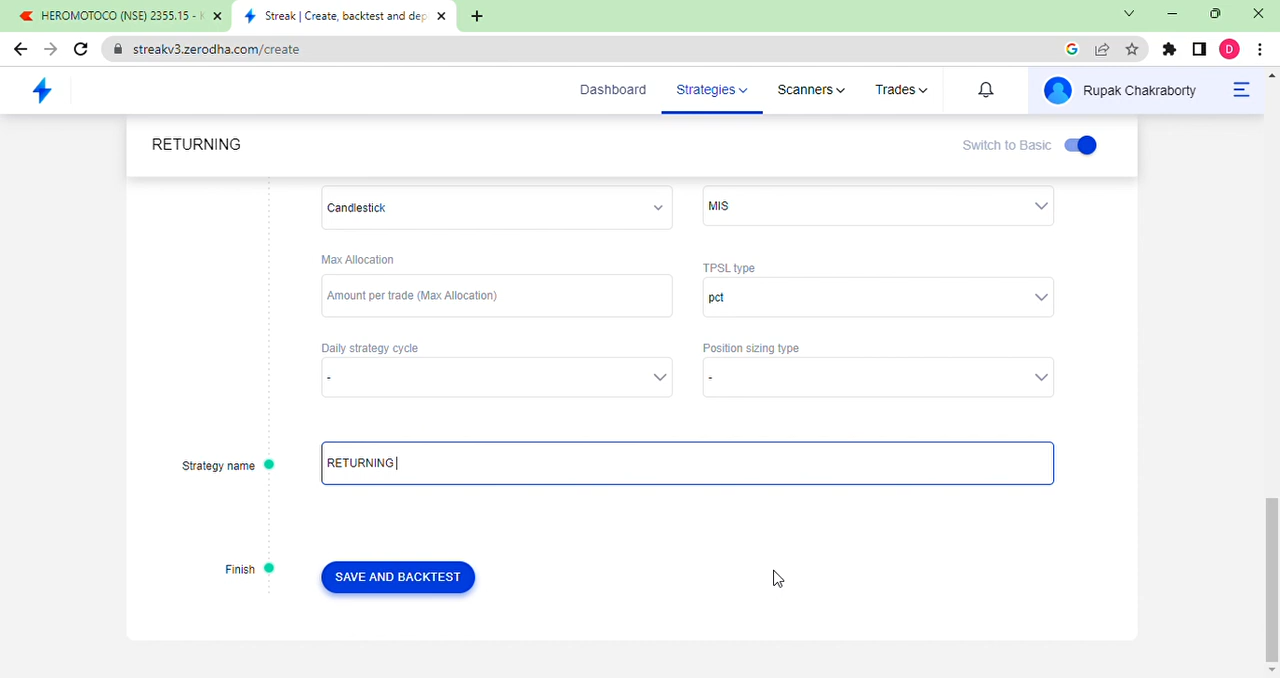 HEROMOTOCO (NSE) 2355.15 -
Streak | Create, backtest and dep
streakv3.zerodha.com/create
D
Dashboard
Strategies
Scanners
Trades
Rupak Chakraborty
RETURNING
Switch to Basic
Candlestick
MIS
Max Allocation
TPSL type
Amount per trade (Max Allocation)
pct
Daily strategy cycle
Position sizing type
-
-
Strategy name
RETURNING
Finish
SAVE AND BACKTEST